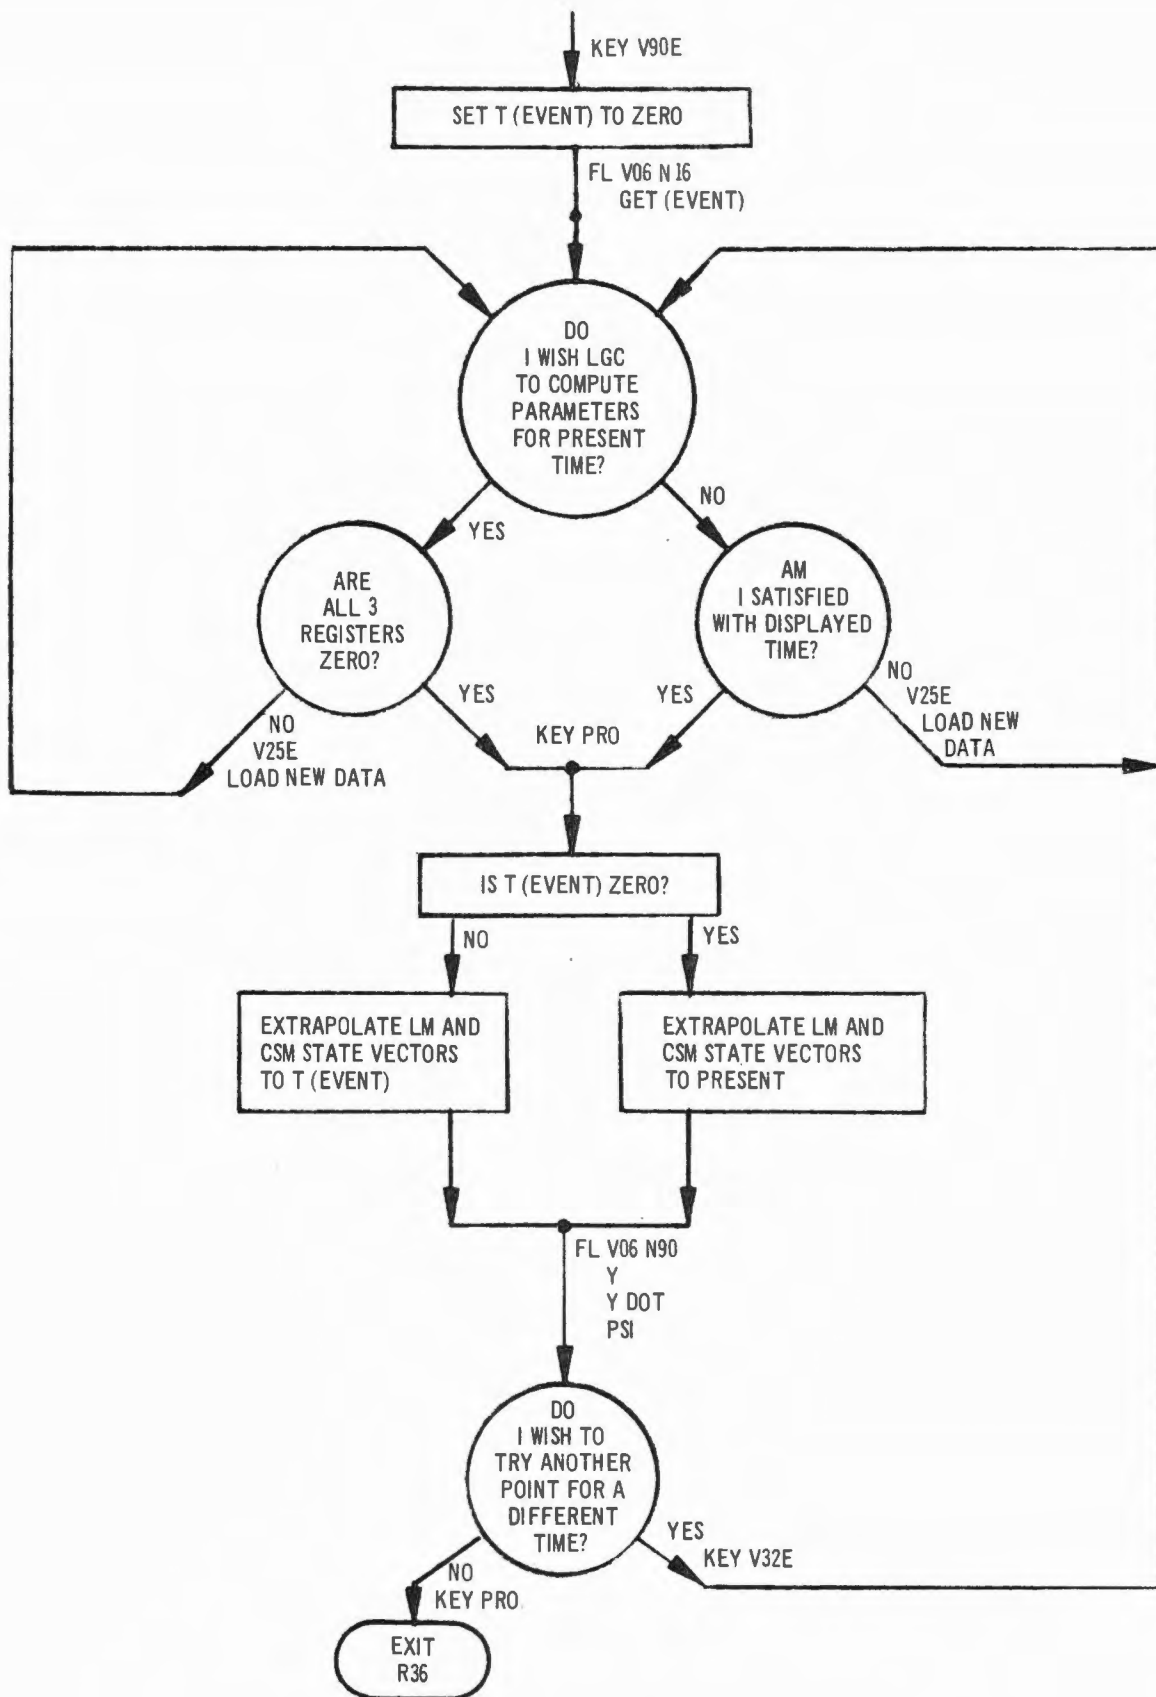 KEY V90E
SET T (EVENT) TO ZERO
FL V06 N16
GET (EVENT)
DO
I WISH LGC
TO COMPUTE
PARAMETERS
FOR PRESENT
TIME?
YES
NO
ARE
ALL 3
REGISTERS
ZERO?
AM
I SATISFIED
WITH DISPLAYED
TIME?
NO
V25E
LOAD NEW DATA
YES
KEY PRO
YES
NO
V25E
LOAD NEW
DATA
IS T (EVENT) ZERO?
NO
YES
EXTRAPOLATE LM AND
CSM STATE VECTORS
TO T (EVENT)
EXTRAPOLATE LM AND
CSM STATE VECTORS
TO PRESENT
FL V06 N90
Y
Y DOT
PSI
DO
I WISH TO
TRY ANOTHER
POINT FOR A
DIFFERENT
TIME?
YES
KEY V32E
NO
KEY PRO
EXIT
R36